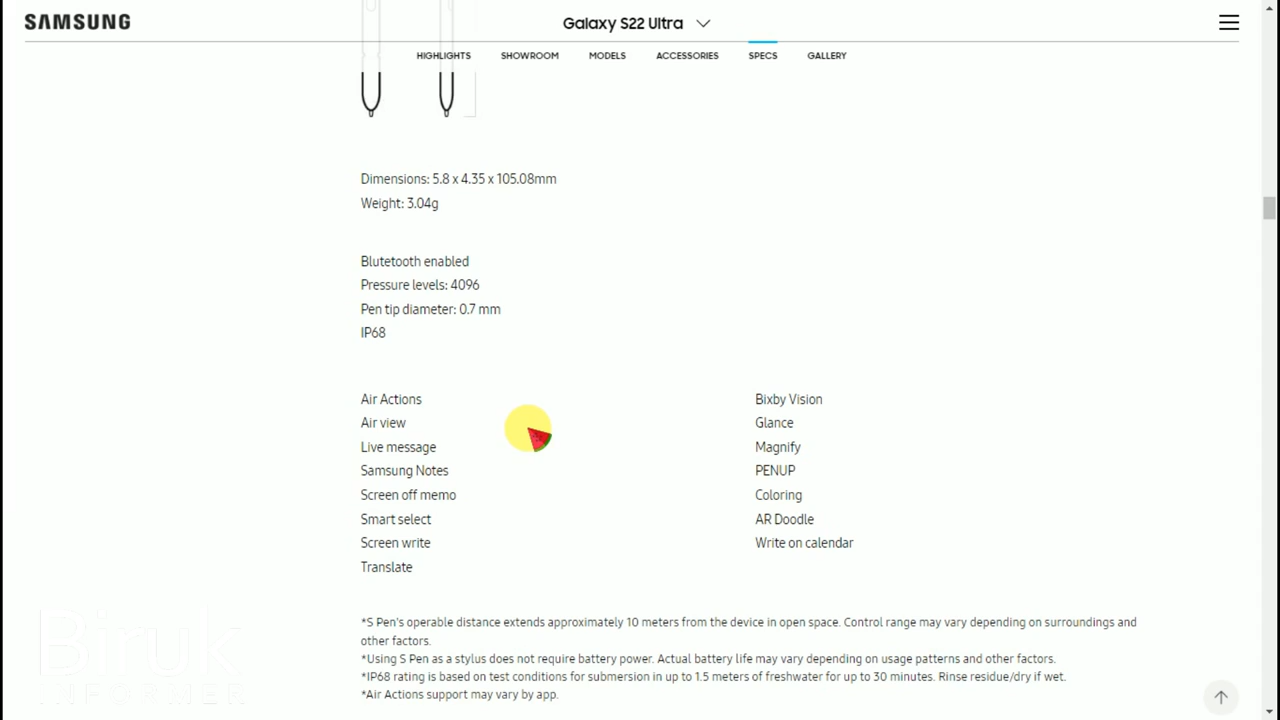 SAMSUNG
Galaxy S22 Ultra
HIGHLIGHTS SHOWROOM MODELS ACCESSORIES SPECS GALLERY
Dimensions: 5.8 x 4.35 x 105.08mm
Weight: 3.04g
Blutetooth enabled
Pressure levels: 4096
Pen tip diameter: 0.7 mm
IP68
Air Actions
Air view
Live message
Samsung Notes
Screen off memo
Smart select
Screen write
Translate
Bixby Vision
Glance
Magnify
PENUP
Coloring
AR Doodle
Write on calendar
*S Pen's operable distance extends approximately 10 meters from the device in open space. Control range may vary depending on surroundings and
other factors.
*Using S Pen as a stylus does not require battery power. Actual battery life may vary depending on usage patterns and other factors.
*IP68 rating is based on test conditions for submersion in up to 1.5 meters of freshwater for up to 30 minutes. Rinse residue/dry if wet.
*Air Actions support may vary by app.
Biruk
INFORMER